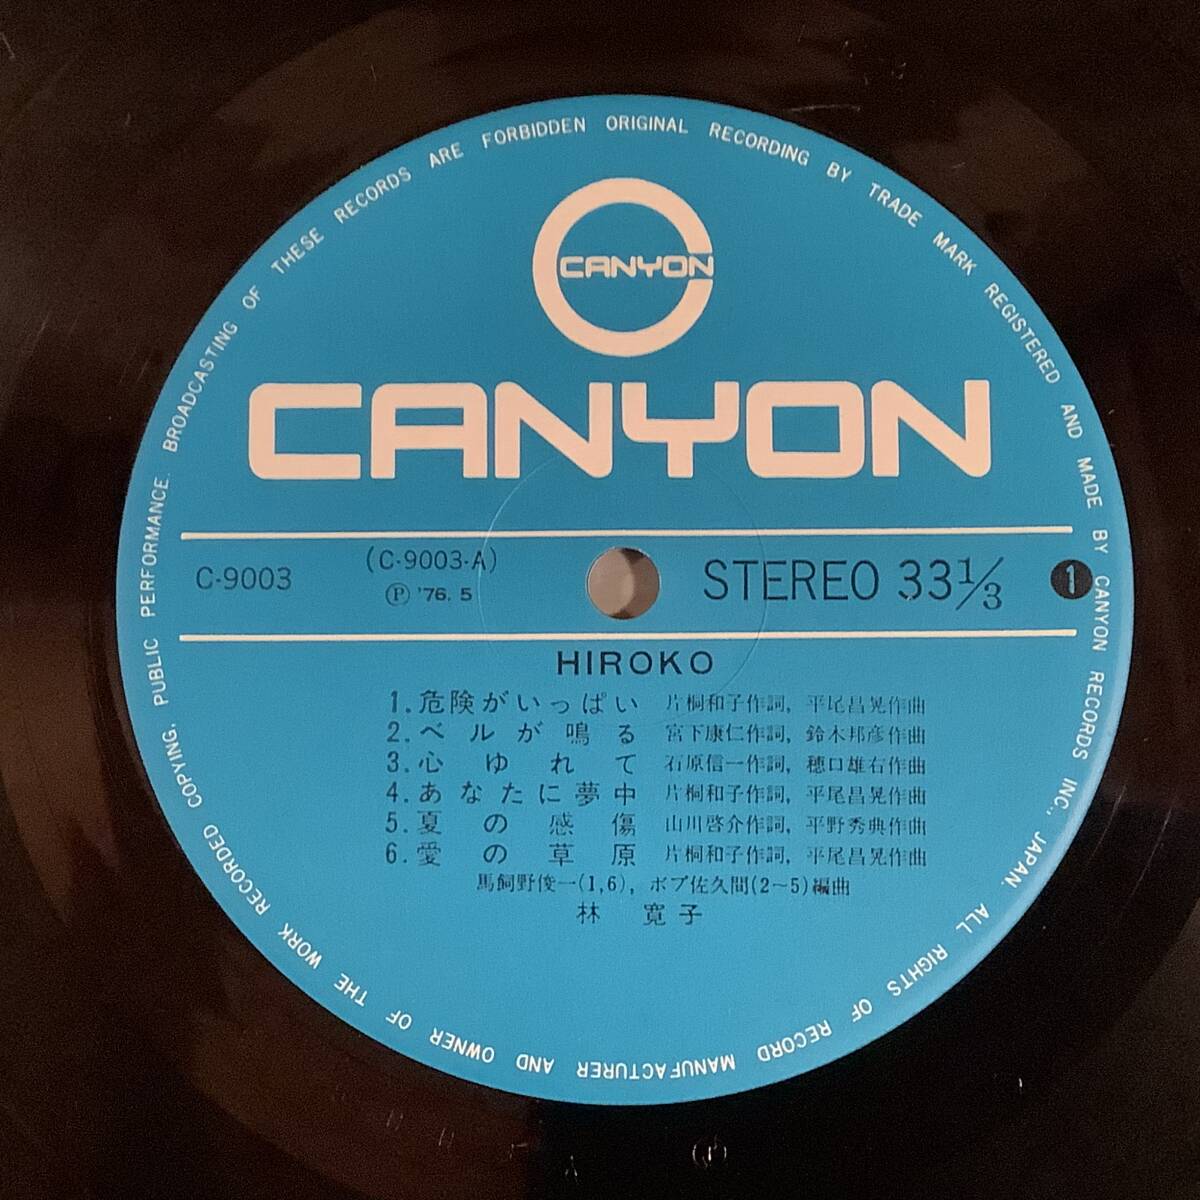 ORIGINAL RECORDING BY TRADE MARK REGISTERED AND MADE BY CANYON RECORDS INC., JAPAN. ALL RIGHTS OF RECORD MANUFACTURER AND OWNER OF THE WORK RECORDED COPYING, PUBLIC PERFORMANCE. BROADCASTING OF THESE RECORDS ARE FORBIDDEN
CANYON
CANYON
C-9003
(C-9003-A)
Ⓟ '76. 5
STEREO 33 1/3
1
HIROKO
1. 危険がいっぱい 片桐和子作詞, 平尾昌晃作曲
2. ベルが鳴る 宮下康仁作詞, 鈴木邦彦作曲
3. 心ゆれて 石原信一作詞, 穂口雄右作曲
4. あなたに夢中 片桐和子作詞, 平尾昌晃作曲
5. 夏の感傷 山川啓介作詞, 平野秀典作曲
6. 愛の草原 片桐和子作詞, 平尾昌晃作曲
馬飼野俊一(1,6), ボブ佐久間(2〜5)編曲
林 寛子